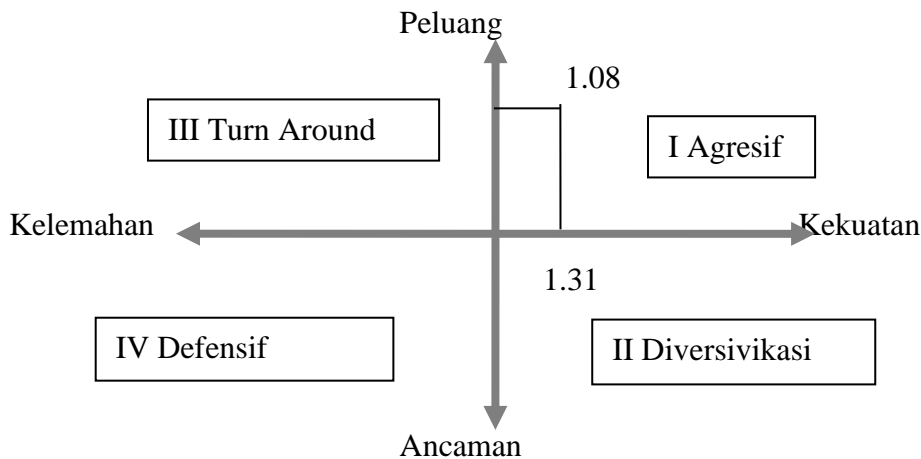 Peluang
1.08
III Turn Around
I Agresif
Kelemahan
Kekuatan
1.31
IV Defensif
II Diversivikasi
Ancaman